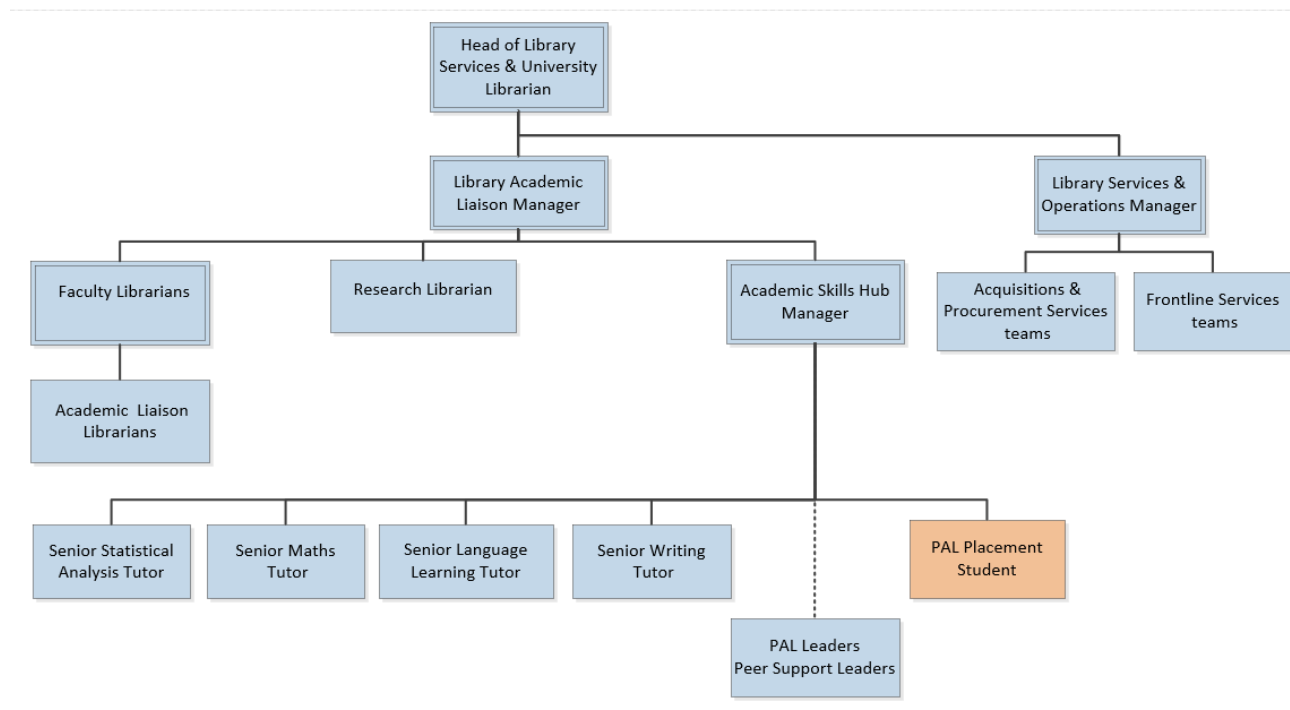 Head of Library
Services & University
Librarian
Library Academic
Liaison Manager
Library Services &
Operations Manager
Faculty Librarians
Research Librarian
Academic Skills Hub
Manager
Acquisitions &
Procurement Services
teams
Frontline Services
teams
Academic Liaison
Librarians
Senior Statistical
Analysis Tutor
Senior Maths
Tutor
Senior Language
Learning Tutor
Senior Writing
Tutor
PAL Placement
Student
PAL Leaders
Peer Support Leaders